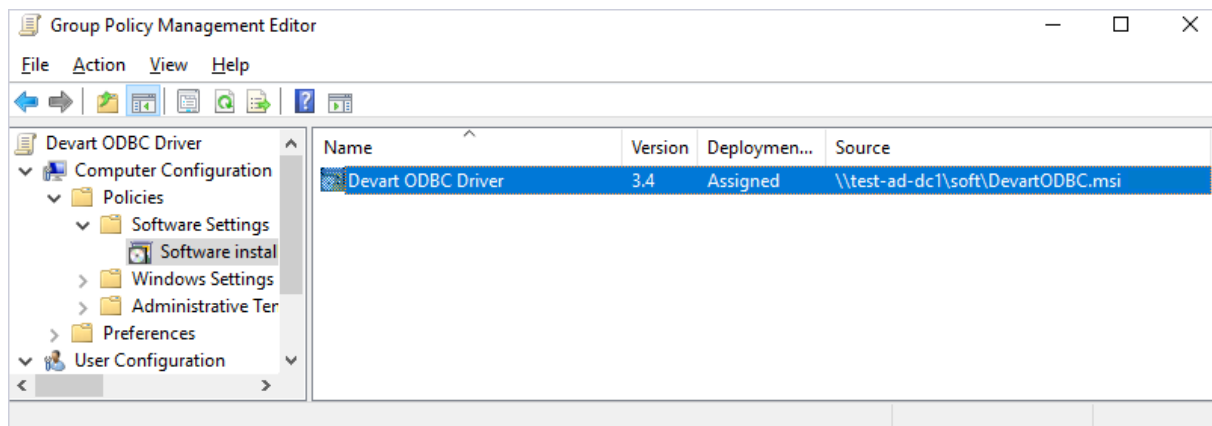 Group Policy Management Editor
File Action View Help
Devart ODBC Driver
Computer Configuration
Policies
Software Settings
Software instal
Windows Settings
Administrative Ter
Preferences
User Configuration
Name Version Deploymen... Source
Devart ODBC Driver 3.4 Assigned \\test-ad-dc1\soft\DevartODBC.msi